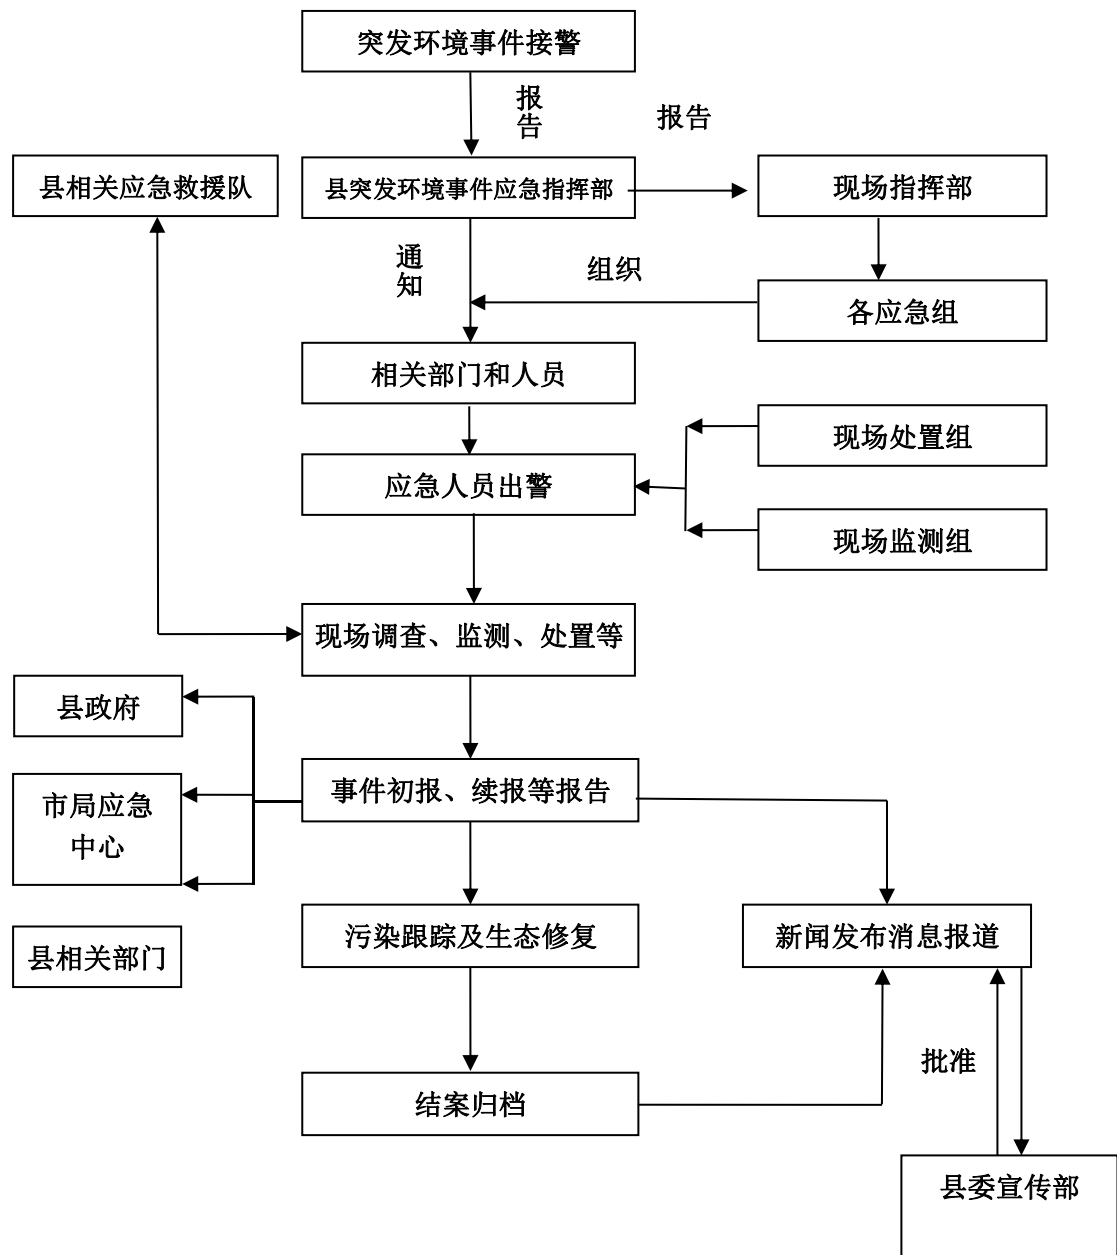 突发环境事件接警
报
告
报告
县相关应急救援队
县突发环境事件应急指挥部
现场指挥部
通
知
组织
各应急组
相关部门和人员
现场处置组
应急人员出警
现场监测组
现场调查、监测、处置等
县政府
事件初报、续报等报告
市局应急
中心
污染跟踪及生态修复
新闻发布消息报道
县相关部门
批准
结案归档
县委宣传部